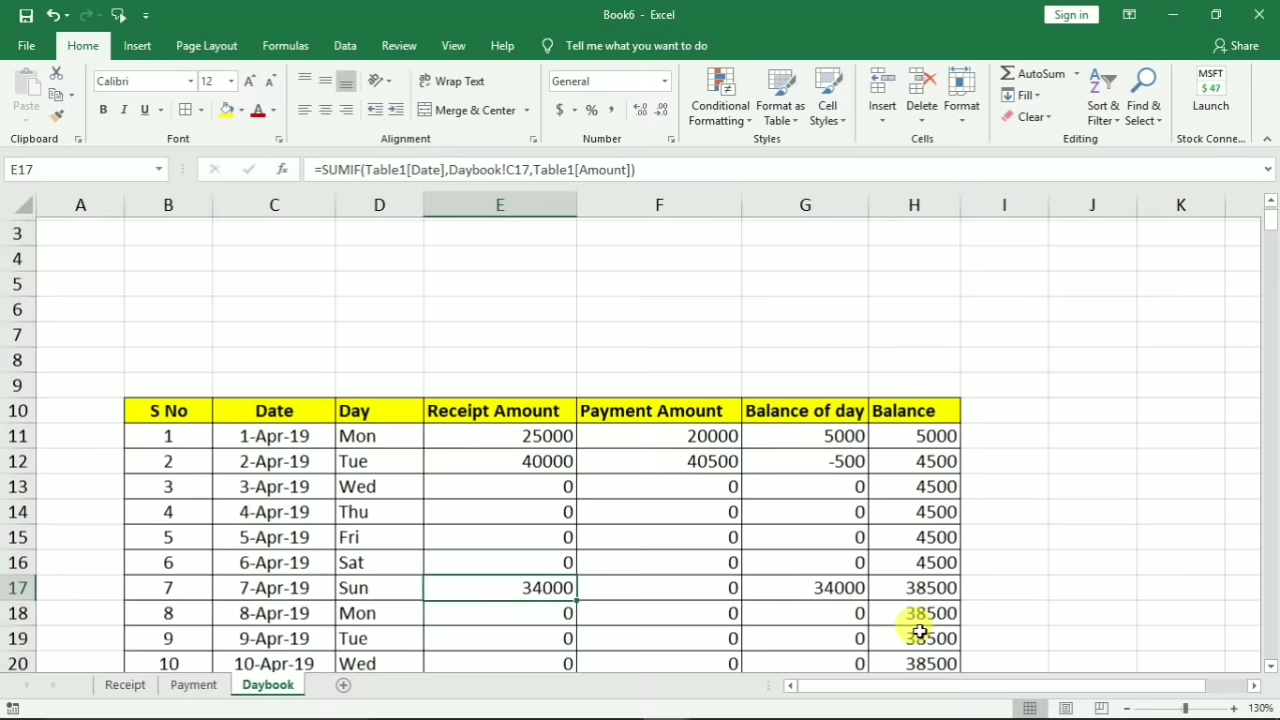 Book6 - Excel
Sign in
File Home Insert Page Layout Formulas Data Review View Help Tell me what you want to do Share
Paste
Calibri 12
B I U A
Wrap Text
Merge & Center
General
$ % ,
Conditional Formatting
Format as Table
Cell Styles
Insert
Delete
Format
AutoSum
Fill
Clear
Sort & Filter
Find & Select
MSFT
$ 47
Launch
Clipboard Font Alignment Number Styles Cells Editing Stock Conne...
E17 fx =SUMIF(Table1[Date],Daybook!C17,Table1[Amount])
A B C D E F G H I J K
3
4
5
6
7
8
9
10 S No Date Day Receipt Amount Payment Amount Balance of day Balance
11 1 1-Apr-19 Mon 25000 20000 5000 5000
12 2 2-Apr-19 Tue 40000 40500 -500 4500
13 3 3-Apr-19 Wed 0 0 0 4500
14 4 4-Apr-19 Thu 0 0 0 4500
15 5 5-Apr-19 Fri 0 0 0 4500
16 6 6-Apr-19 Sat 0 0 0 4500
17 7 7-Apr-19 Sun 34000 0 34000 38500
18 8 8-Apr-19 Mon 0 0 0 38500
19 9 9-Apr-19 Tue 0 0 0 38500
20 10 10-Apr-19 Wed 0 0 0 38500
Receipt Payment Daybook
130%